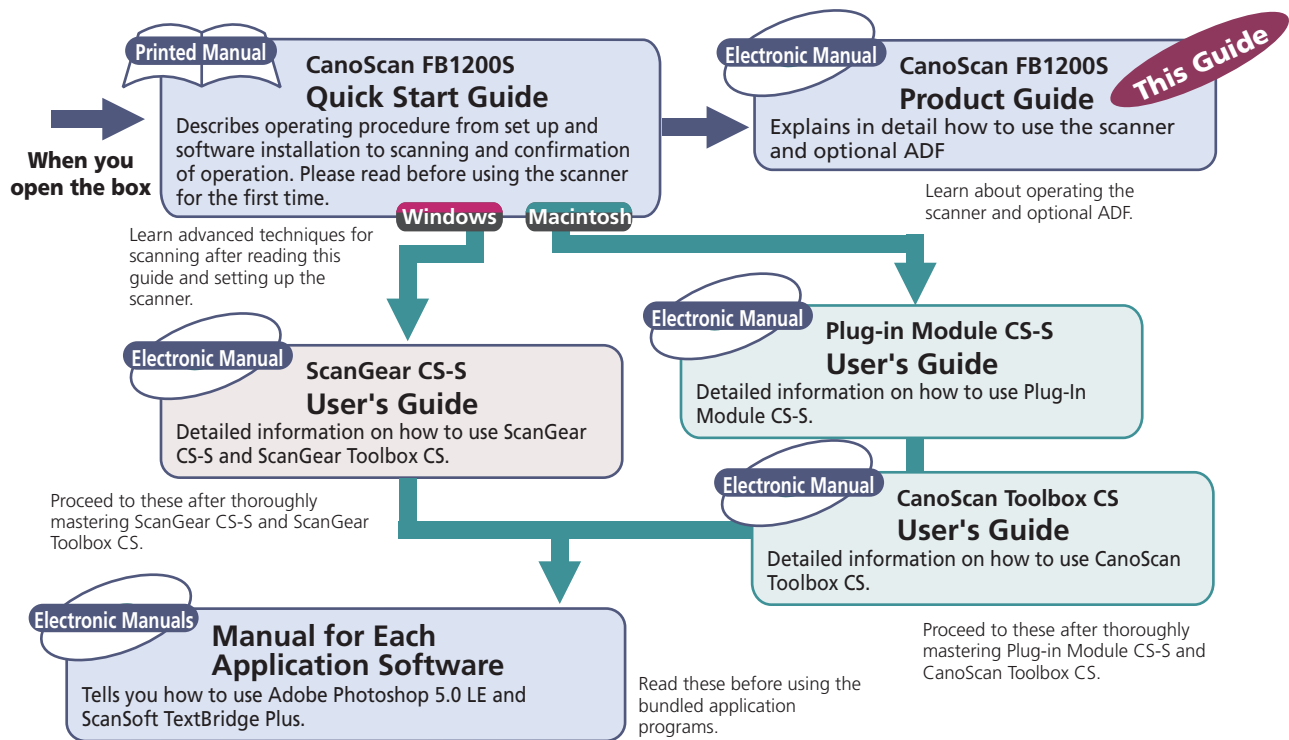 Printed Manual
CanoScan FB1200S
Quick Start Guide
Describes operating procedure from set up and
software installation to scanning and confirmation
of operation. Please read before using the scanner
for the first time.
Windows
Macintosh
When you
open the box
Electronic Manual
This Guide
CanoScan FB1200S
Product Guide
Explains in detail how to use the scanner
and optional ADF
Learn about operating the
scanner and optional ADF.
Learn advanced techniques for
scanning after reading this
guide and setting up the
scanner.
Electronic Manual
ScanGear CS-S
User's Guide
Detailed information on how to use ScanGear
CS-S and ScanGear Toolbox CS.
Electronic Manual
Plug-in Module CS-S
User's Guide
Detailed information on how to use Plug-In
Module CS-S.
Electronic Manual
CanoScan Toolbox CS
User's Guide
Detailed information on how to use CanoScan
Toolbox CS.
Proceed to these after thoroughly
mastering ScanGear CS-S and ScanGear
Toolbox CS.
Electronic Manuals
Manual for Each
Application Software
Tells you how to use Adobe Photoshop 5.0 LE and
ScanSoft TextBridge Plus.
Read these before using the
bundled application
programs.
Proceed to these after thoroughly
mastering Plug-in Module CS-S and
CanoScan Toolbox CS.